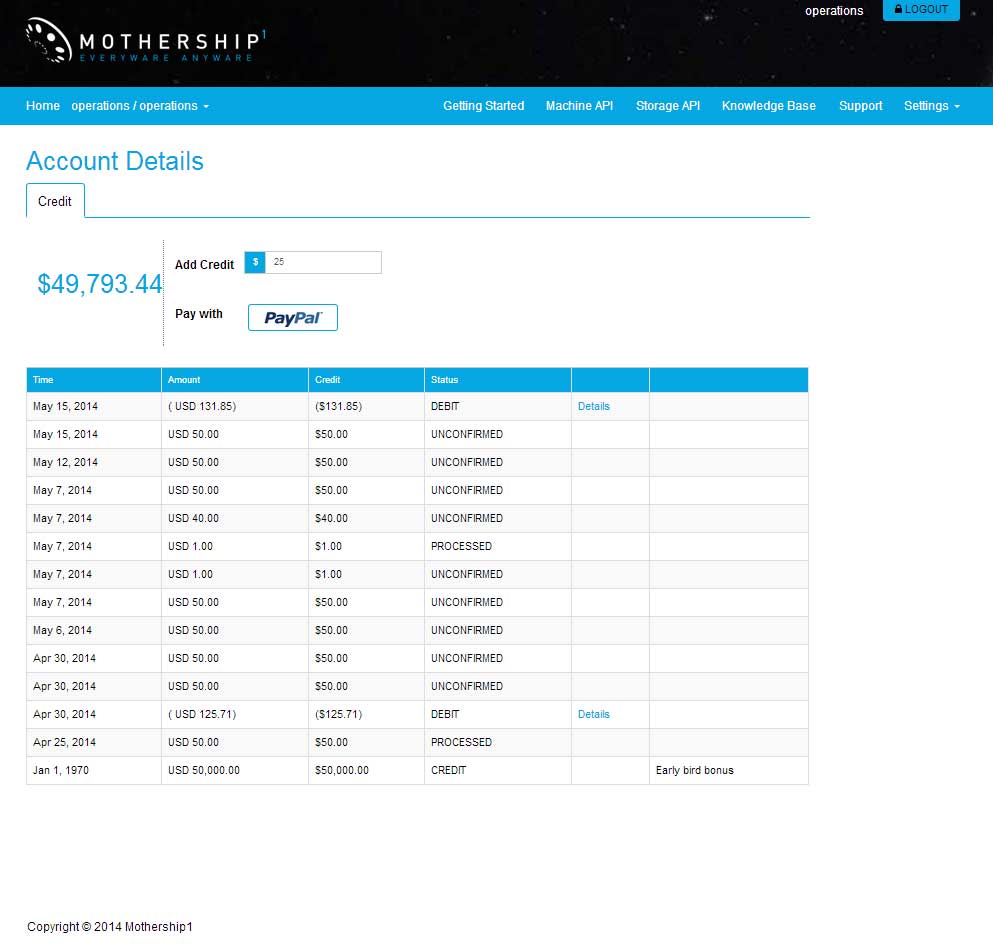 operations LOGOUT
MOTHERSHIP1
EVERYWARE ANYWARE
Home operations / operations Getting Started Machine API Storage API Knowledge Base Support Settings
Account Details
Credit
$49,793.44
Add Credit $ 25
Pay with PayPal
Time Amount Credit Status
May 15, 2014 ( USD 131.85) ($131.85) DEBIT Details
May 15, 2014 USD 50.00 $50.00 UNCONFIRMED
May 12, 2014 USD 50.00 $50.00 UNCONFIRMED
May 7, 2014 USD 50.00 $50.00 UNCONFIRMED
May 7, 2014 USD 40.00 $40.00 UNCONFIRMED
May 7, 2014 USD 1.00 $1.00 PROCESSED
May 7, 2014 USD 1.00 $1.00 UNCONFIRMED
May 7, 2014 USD 50.00 $50.00 UNCONFIRMED
May 6, 2014 USD 50.00 $50.00 UNCONFIRMED
Apr 30, 2014 USD 50.00 $50.00 UNCONFIRMED
Apr 30, 2014 USD 50.00 $50.00 UNCONFIRMED
Apr 30, 2014 ( USD 125.71) ($125.71) DEBIT Details
Apr 25, 2014 USD 50.00 $50.00 PROCESSED
Jan 1, 1970 USD 50,000.00 $50,000.00 CREDIT Early bird bonus
Copyright © 2014 Mothership1